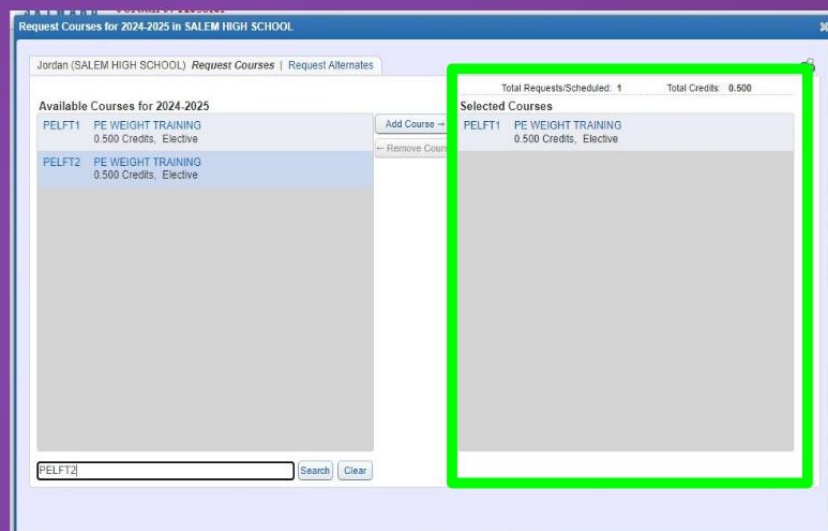 Request Courses for 2024-2025 in SALEM HIGH SCHOOL
Jordan (SALEM HIGH SCHOOL) Request Courses | Request Alternates
Total Requests/Scheduled: 1 Total Credits: 0.500
Available Courses for 2024-2025
Selected Courses
PELFT1 PE WEIGHT TRAINING
0.500 Credits, Elective
PELFT2 PE WEIGHT TRAINING
0.500 Credits, Elective
Add Course →
← Remove Cours
PELFT1 PE WEIGHT TRAINING
0.500 Credits, Elective
PELFT2
Search Clear